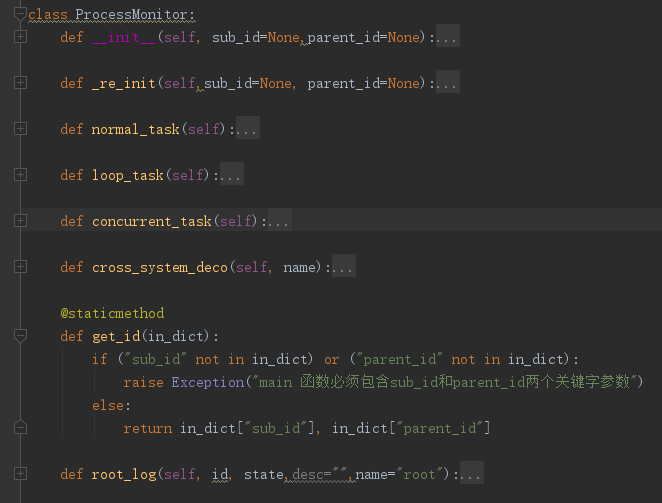 class ProcessMonitor:
def __init__(self, sub_id=None,parent_id=None):...
def _re_init(self,sub_id=None, parent_id=None):...
def normal_task(self):...
def loop_task(self):...
def concurrent_task(self):...
def cross_system_deco(self, name):...
@staticmethod
def get_id(in_dict):
if ("sub_id" not in in_dict) or ("parent_id" not in in_dict):
raise Exception("main 函数必须包含sub_id和parent_id两个关键字参数")
else:
return in_dict["sub_id"], in_dict["parent_id"]
def root_log(self, id, state,desc="",name="root"):...